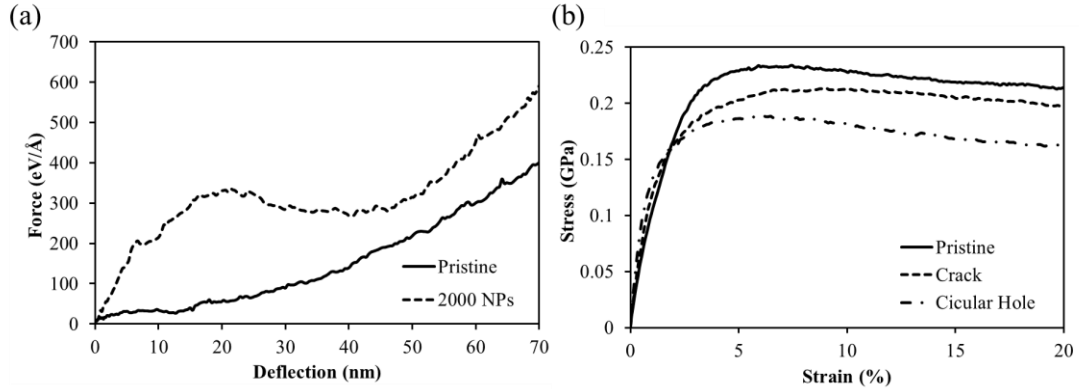 (a)
700
600
500
400
300
200
100
0
Force (eV/Å)
0 10 20 30 40 50 60 70
Deflection (nm)
Pristine
2000 NPs
(b)
0.25
0.2
0.15
0.1
0.05
0
Stress (GPa)
0 5 10 15 20
Strain (%)
Pristine
Crack
Cicular Hole